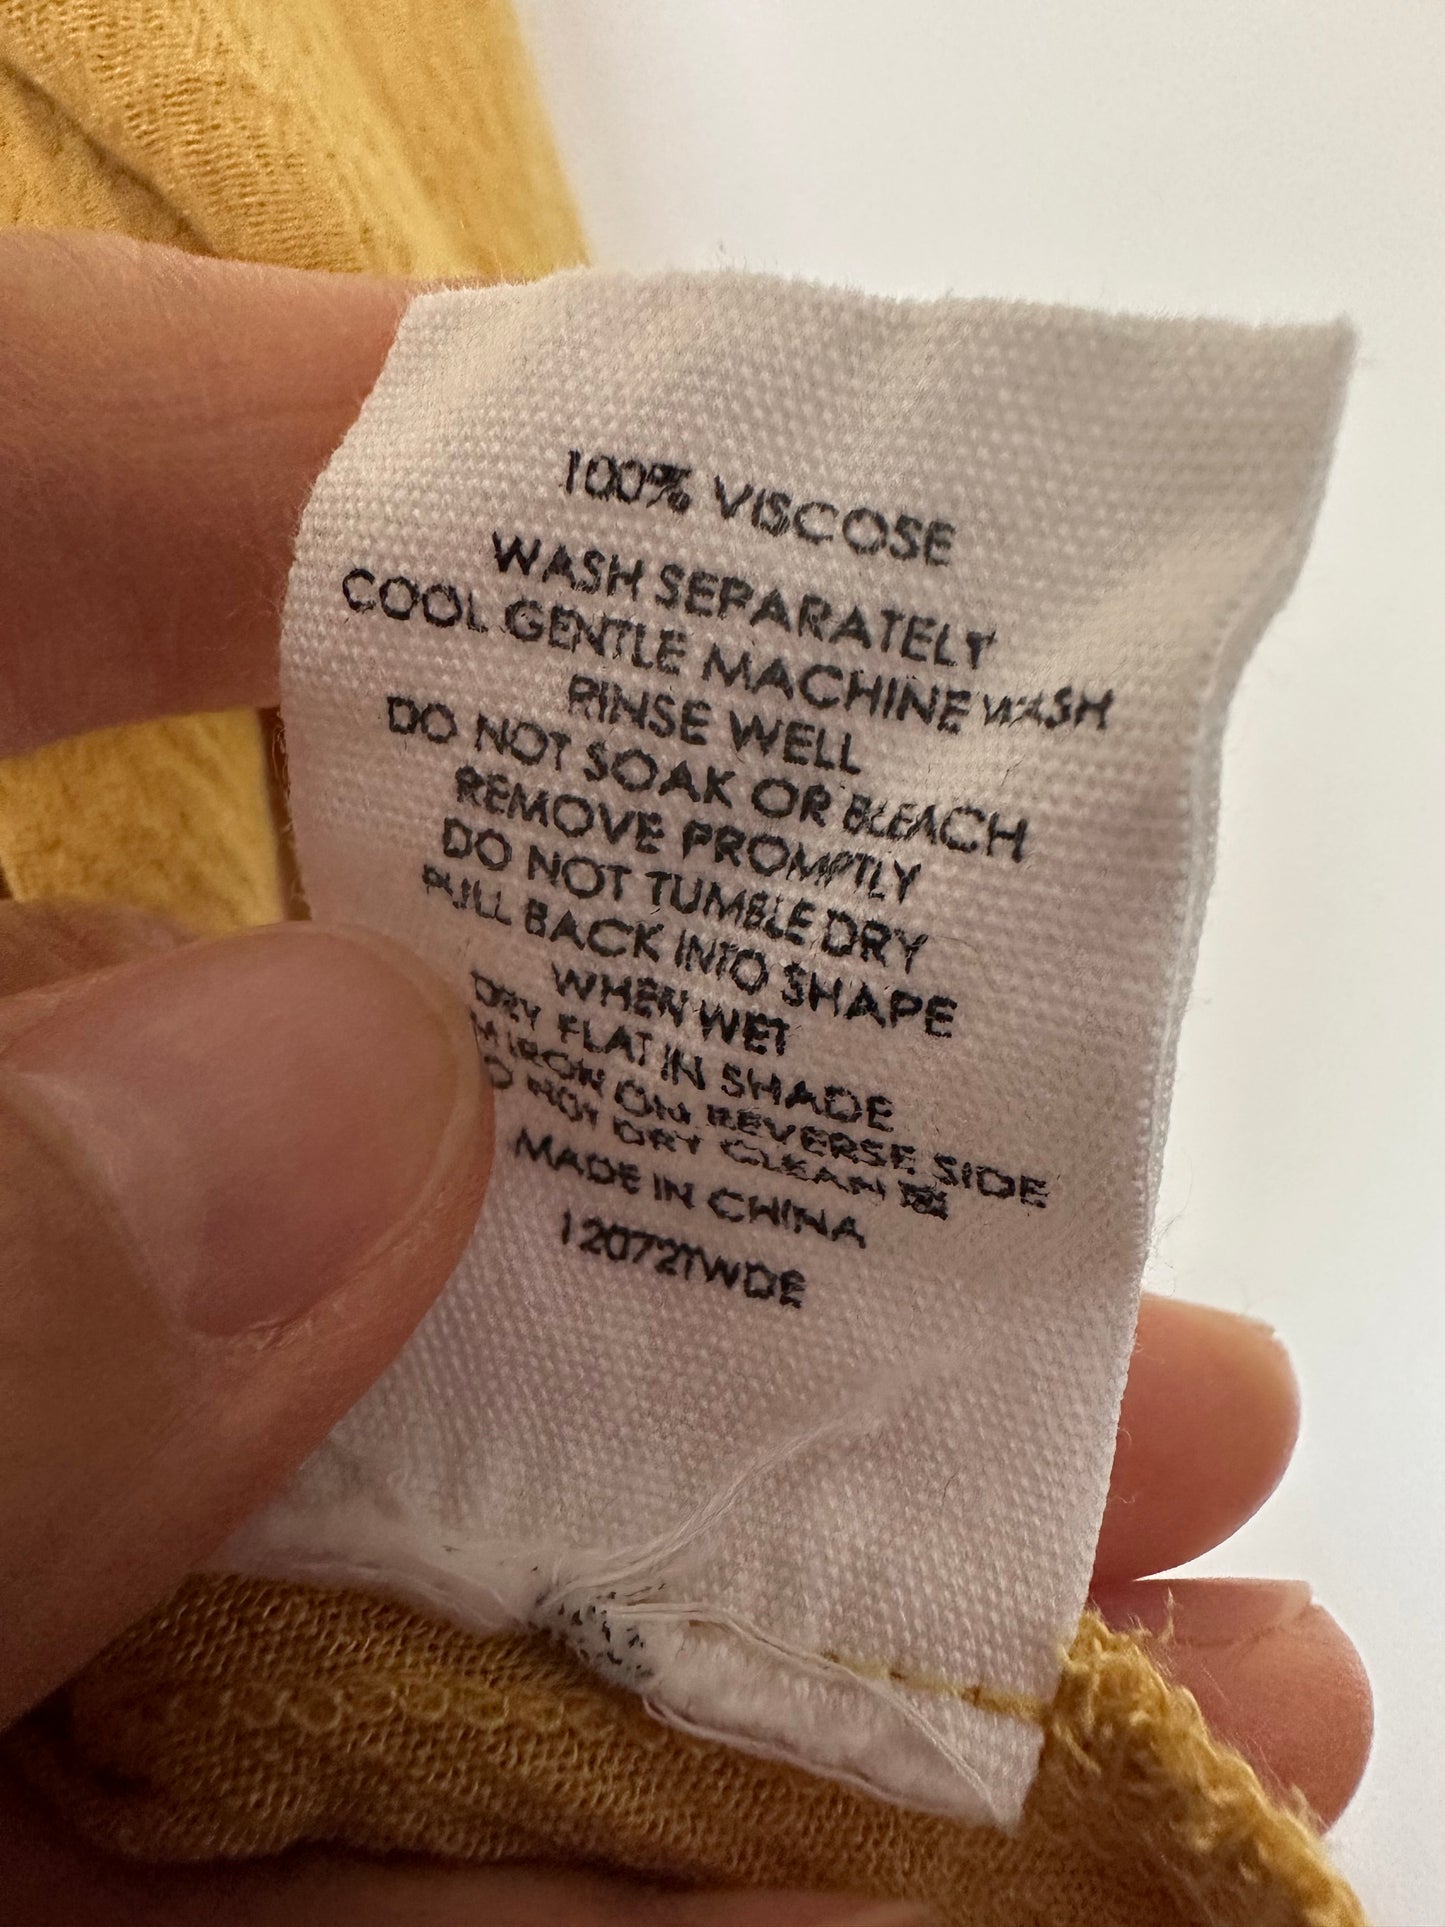 100% VISCOSE
WASH SEPARATELY
COOL GENTLE MACHINE WASH
RINSE WELL
DO NOT SOAK OR BLEACH
REMOVE PROMPTLY
DO NOT TUMBLE DRY
PULL BACK INTO SHAPE
WHEN WET
DRY FLAT IN SHADE
M IRON ON REVERSE SIDE
O NOT DRY CLEAN
MADE IN CHINA
120721WDE